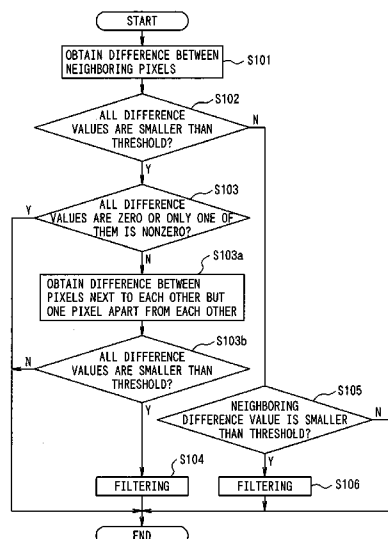 START
OBTAIN DIFFERENCE BETWEEN
NEIGHBORING PIXELS
S101
ALL DIFFERENCE
VALUES ARE SMALLER THAN
THRESHOLD?
S102
N
Y
ALL DIFFERENCE
VALUES ARE ZERO OR ONLY ONE OF
THEM IS NONZERO?
S103
Y
N
OBTAIN DIFFERENCE BETWEEN
PIXELS NEXT TO EACH OTHER BUT
ONE PIXEL APART FROM EACH OTHER
S103a
ALL DIFFERENCE
VALUES ARE SMALLER THAN
THRESHOLD?
S103b
N
Y
NEIGHBORING
DIFFERENCE VALUE IS SMALLER
THAN THRESHOLD?
S105
N
Y
FILTERING
S104
FILTERING
S106
END